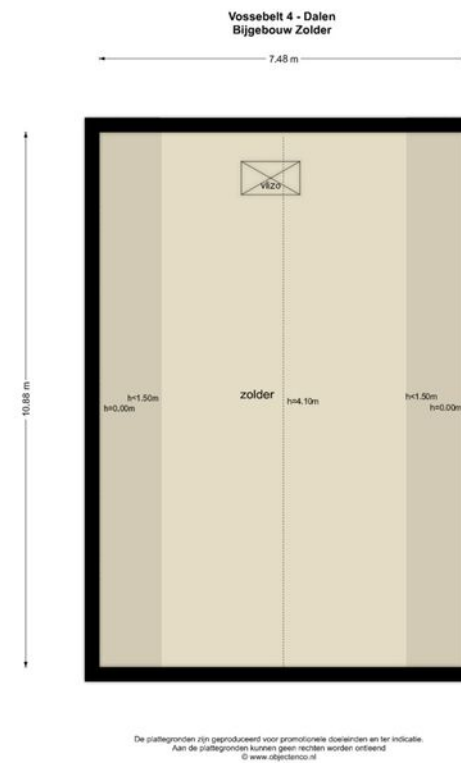 Vossebelt 4 - Dalen
Bijgebouw Zolder
7.48 m
vlizo
10.88 m
zolder
h=4.10m
h<1.50m
h=0.00m
h<1.50m
h=0.00m
De plattegronden zijn geproduceerd voor promotionele doeleinden en ter indicatie.
Aan de plattegronden kunnen geen rechten worden ontleend
© www.objectenco.nl